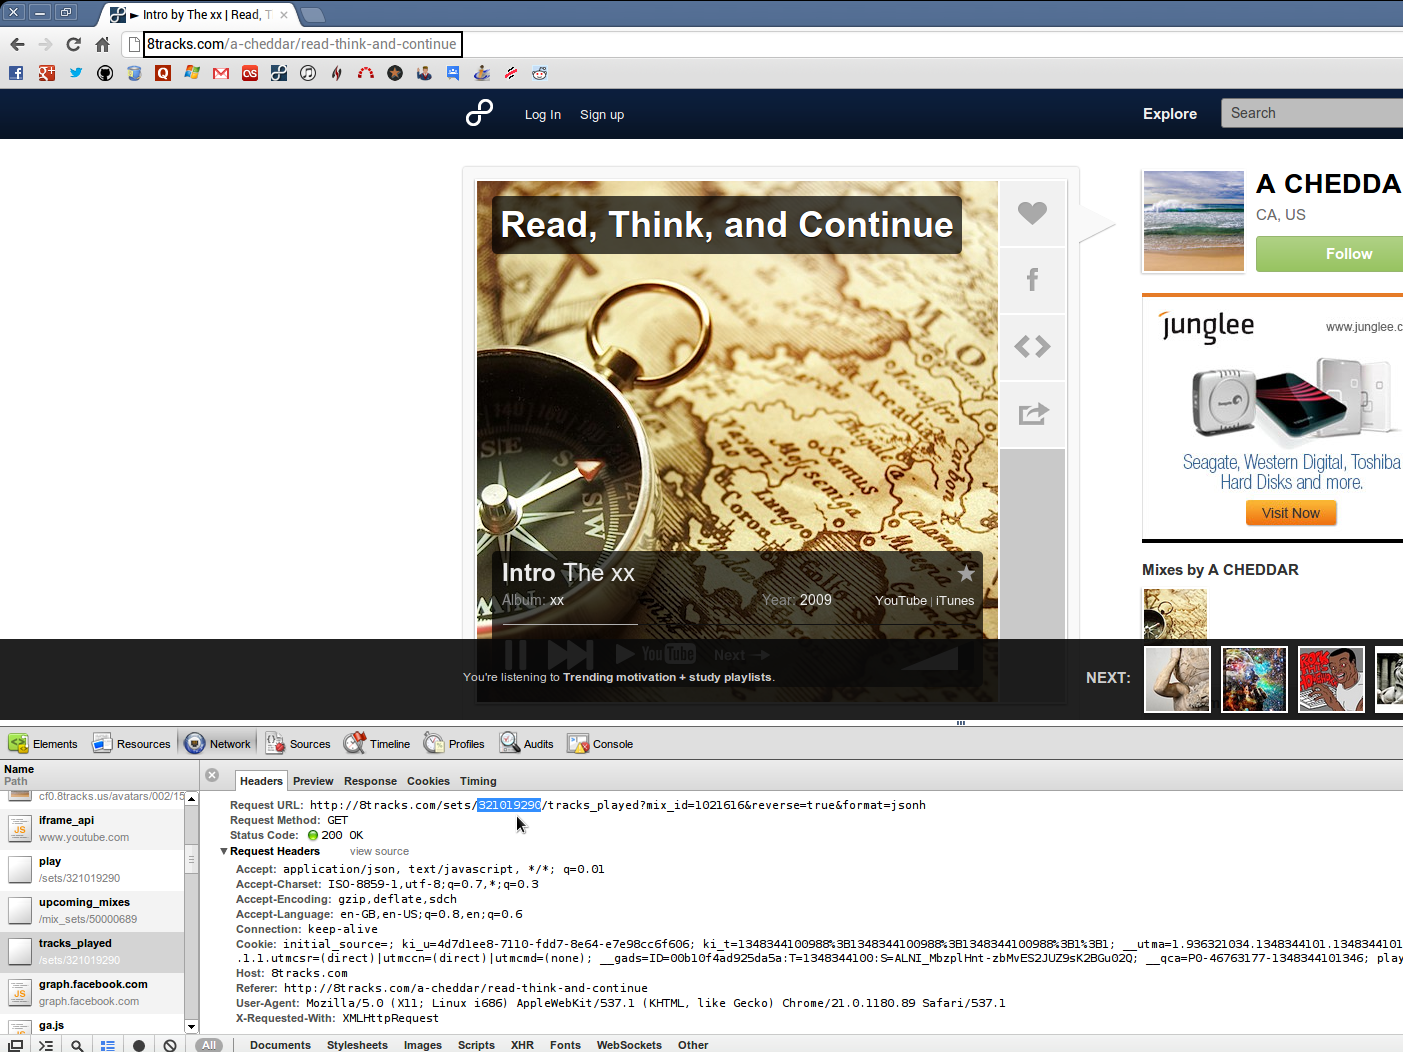 ► Intro by The xx | Read, T
8tracks.com/a-cheddar/read-think-and-continue
Log In
Sign up
Explore
Search
Read, Think, and Continue
A CHEDDA
CA, US
Follow
junglee
www.junglee.c
Seagate, Western Digital, Toshiba
Hard Disks and more.
Visit Now
Intro The xx
Album: xx
Year: 2009
YouTube | iTunes
Mixes by A CHEDDAR
YouTube
Next →
You're listening to Trending motivation + study playlists.
NEXT:
Elements
Resources
Network
Sources
Timeline
Profiles
Audits
Console
Name
Path
Headers
Preview
Response
Cookies
Timing
cf0.8tracks.us/avatars/002/15
iframe_api
www.youtube.com
play
/sets/321019290
upcoming_mixes
/mix_sets/50000689
tracks_played
/sets/321019290
graph.facebook.com
graph.facebook.com
ga.js
Request URL: http://8tracks.com/sets/321019290/tracks_played?mix_id=1021616&reverse=true&format=jsonh
Request Method: GET
Status Code: 200 OK
Request Headers view source
Accept: application/json, text/javascript, */*; q=0.01
Accept-Charset: ISO-8859-1,utf-8;q=0.7,*;q=0.3
Accept-Encoding: gzip,deflate,sdch
Accept-Language: en-GB,en-US;q=0.8,en;q=0.6
Connection: keep-alive
Cookie: initial_source=; ki_u=4d7d1ee8-7110-fdd7-8e64-e7e98cc6f606; ki_t=1348344100988%3B1348344100988%3B1348344100988%3B1%3B1; __utma=1.936321034.1348344101.1348344101
.1.1.utmcsr=(direct)|utmccn=(direct)|utmcmd=(none); __gads=ID=00b10f4ad925da5a:T=1348344100:S=ALNI_MbzplHnt-zbMvES2JUZ9sK2BGu02Q; __qca=P0-46763177-1348344101346; play
Host: 8tracks.com
Referer: http://8tracks.com/a-cheddar/read-think-and-continue
User-Agent: Mozilla/5.0 (X11; Linux i686) AppleWebKit/537.1 (KHTML, like Gecko) Chrome/21.0.1180.89 Safari/537.1
X-Requested-With: XMLHttpRequest
All
Documents
Stylesheets
Images
Scripts
XHR
Fonts
WebSockets
Other